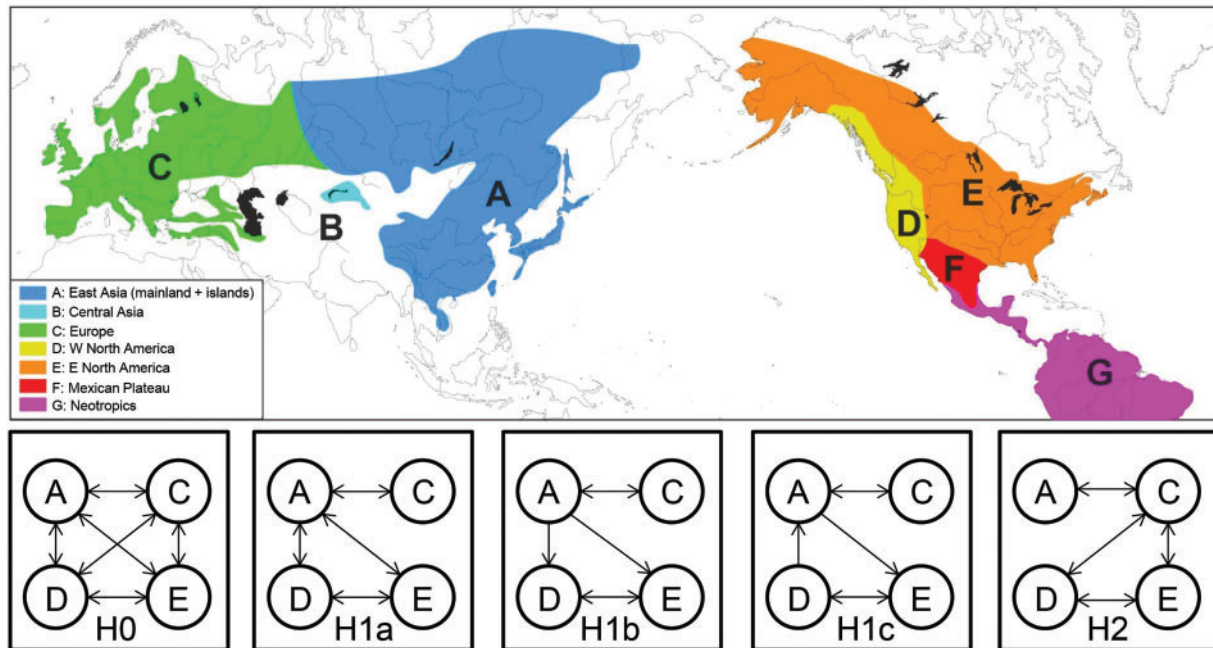 C
A
B
E
D
F
G
A: East Asia (mainland + islands)
B: Central Asia
C: Europe
D: W North America
E: E North America
F: Mexican Plateau
G: Neotropics
A C
D E
H0
A C
D E
H1a
A C
D E
H1b
A C
D E
H1c
A C
D E
H2